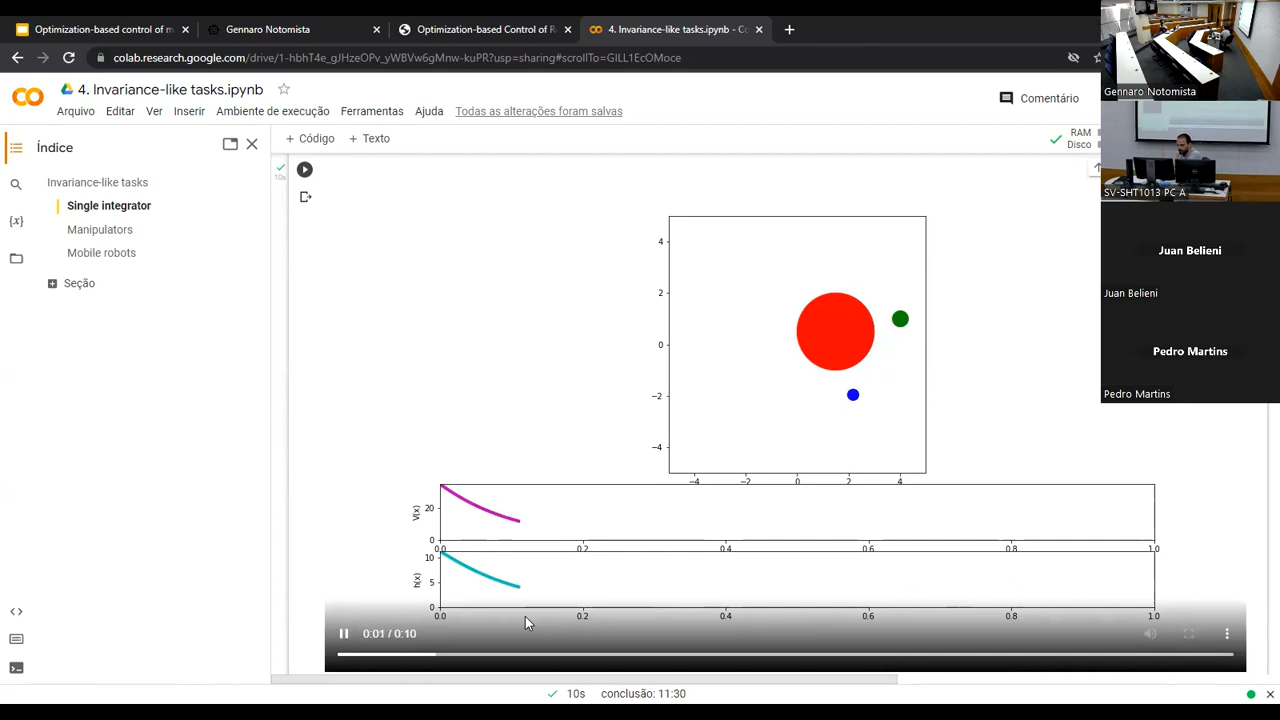 Optimization-based control of m
Gennaro Notomista
Optimization-based Control of R
4. Invariance-like tasks.ipynb - Co
colab.research.google.com/drive/1-hbhT4e_gJHzeOPv_yWBVw6gMnw-kuPR?usp=sharing#scrollTo=GILL1EcOMoce
4. Invariance-like tasks.ipynb
Arquivo Editar Ver Inserir Ambiente de execução Ferramentas Ajuda Todas as alterações foram salvas
Comentário
Índice
+ Código + Texto
RAM
Disco
Invariance-like tasks
Single integrator
Manipulators
Mobile robots
Seção
10s
4
2
0
−2
−4
−4 −2 0 2 4
V(x)
20
0
0.0 0.2 0.4 0.6 0.8 1.0
h(x)
10
5
0
0.0 0.2 0.4 0.6 0.8 1.0
0:01 / 0:10
10s conclusão: 11:30
Gennaro Notomista
SV-SHT1013 PC A
Juan Belieni
Juan Belieni
Pedro Martins
Pedro Martins